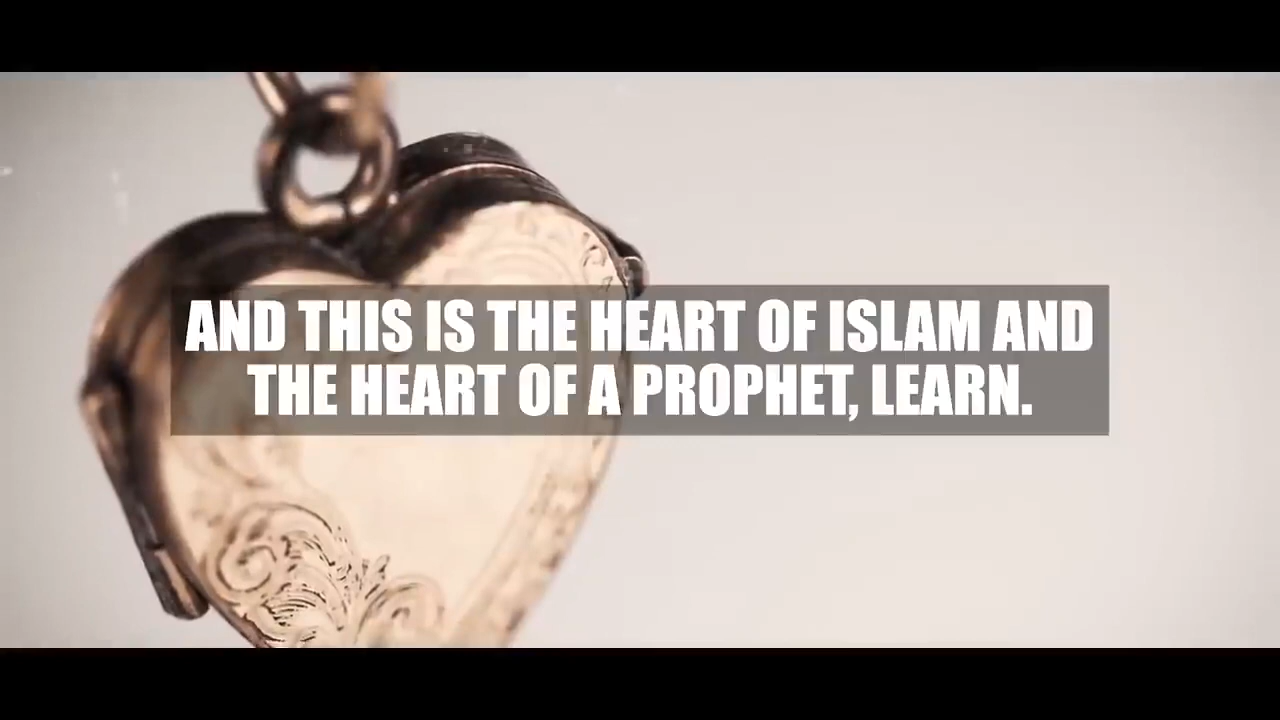 AND THIS IS THE HEART OF ISLAM AND
THE HEART OF A PROPHET, LEARN.